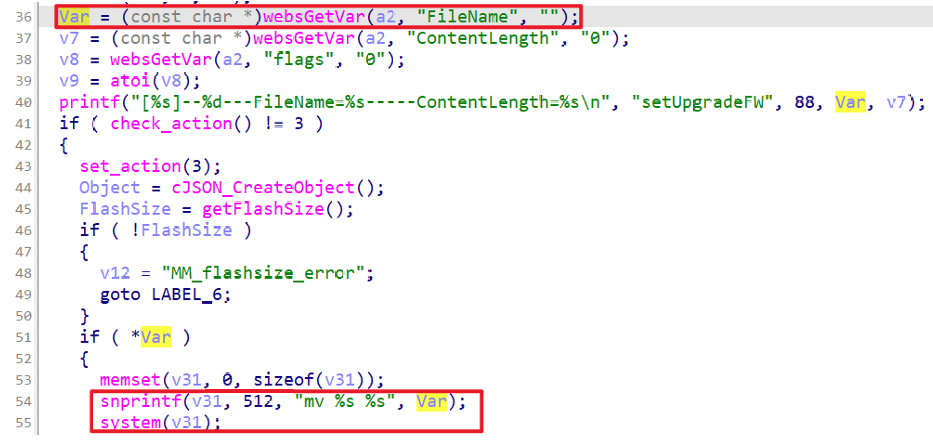 36 Var = (const char *)websGetVar(a2, "FileName", "");
37 v7 = (const char *)websGetVar(a2, "ContentLength", "0");
38 v8 = websGetVar(a2, "flags", "0");
39 v9 = atoi(v8);
40 printf("[%s]--%d---FileName=%s-----ContentLength=%s\n", "setUpgradeFW", 88, Var, v7);
41 if ( check_action() != 3 )
42 {
43 set_action(3);
44 Object = cJSON_CreateObject();
45 FlashSize = getFlashSize();
46 if ( !FlashSize )
47 {
48 v12 = "MM_flashsize_error";
49 goto LABEL_6;
50 }
51 if ( *Var )
52 {
53 memset(v31, 0, sizeof(v31));
54 snprintf(v31, 512, "mv %s %s", Var);
55 system(v31);